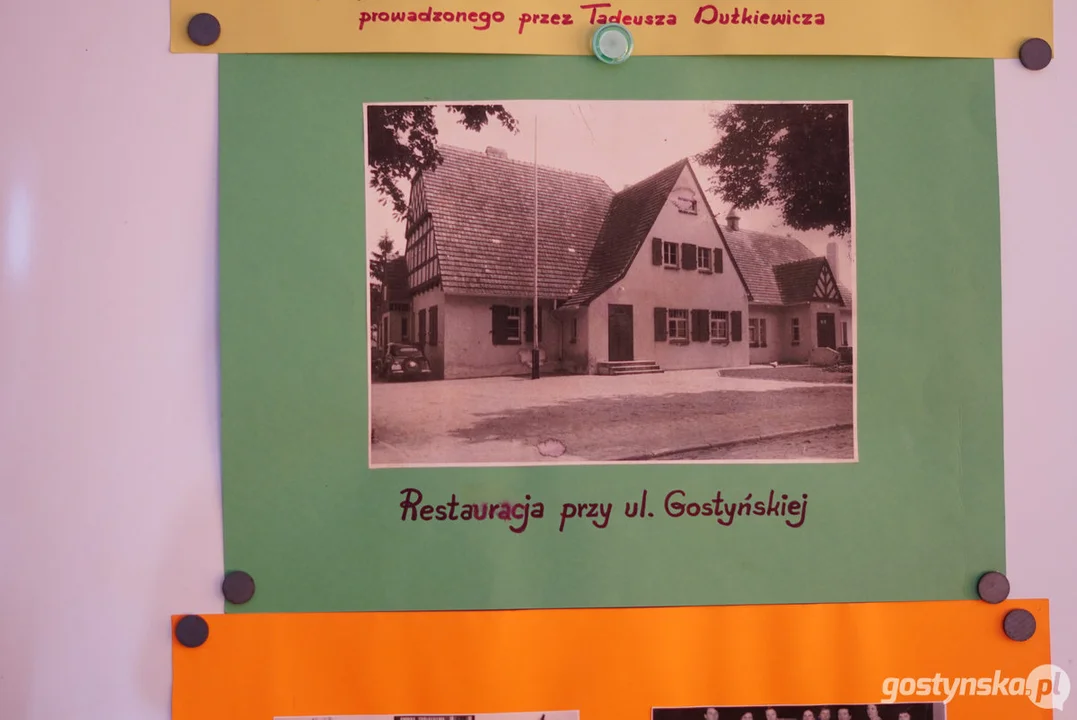 prowadzonego przez Tadeusza Dutkiewicza
Restauracja przy ul. Gostyńskiej
gostynska.pl